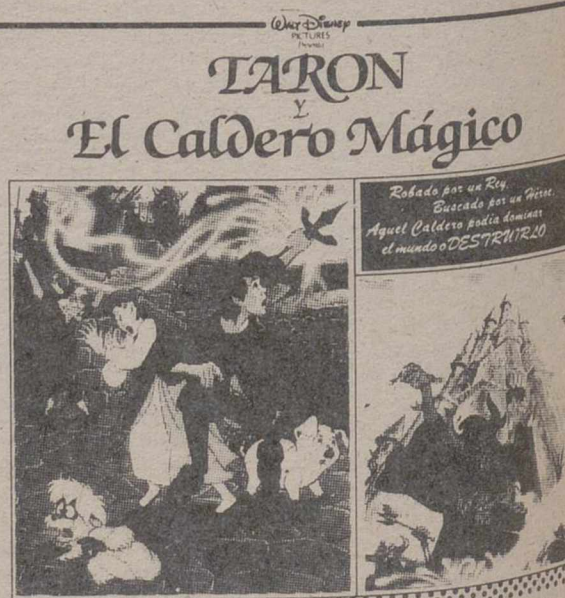 Walt Disney
PICTURES
TARON
Y
El Caldero Mágico
Robado por un Rey.
Buscado por un Héroe.
Aquel Caldero podía dominar
el mundo o DESTRUIRLO